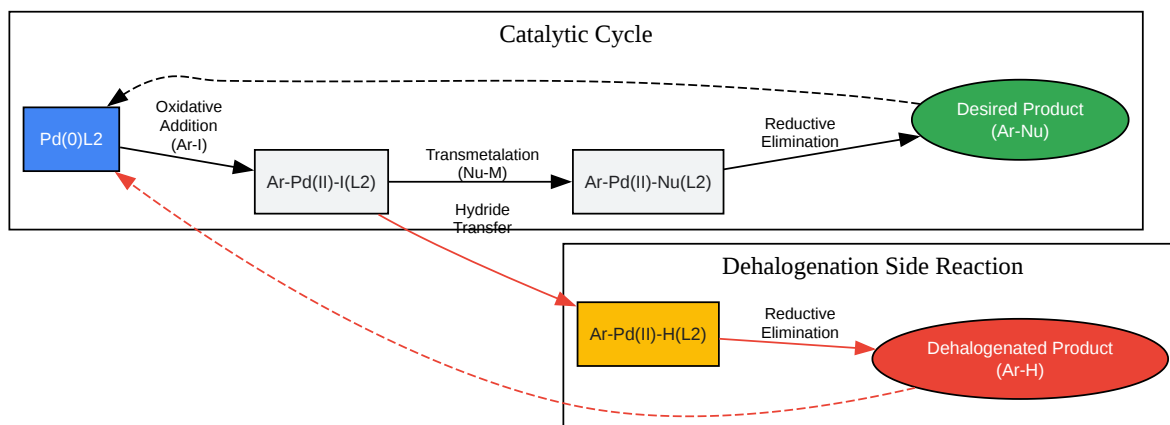 Catalytic Cycle
Pd(0)L2
Oxidative
Addition
(Ar-I)
Ar-Pd(II)-I(L2)
Transmetalation
(Nu-M)
Ar-Pd(II)-Nu(L2)
Reductive
Elimination
Desired Product
(Ar-Nu)
Hydride
Transfer
Dehalogenation Side Reaction
Ar-Pd(II)-H(L2)
Reductive
Elimination
Dehalogenated Product
(Ar-H)